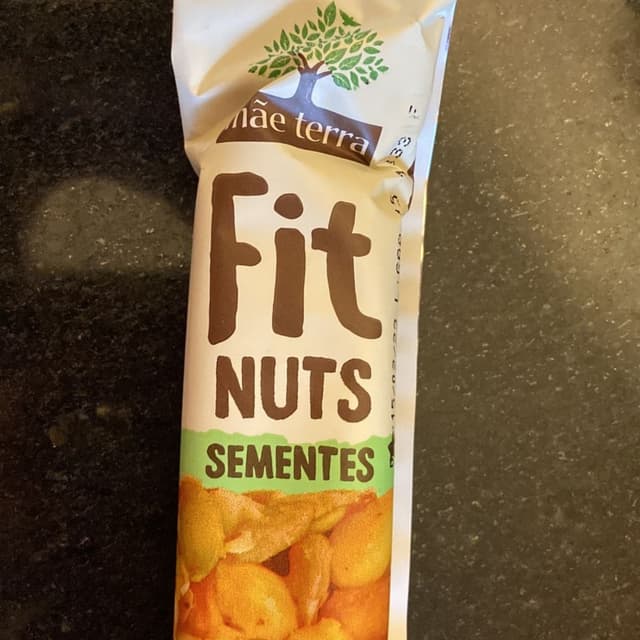 mãe terra
Fit
NUTS
SEMENTES